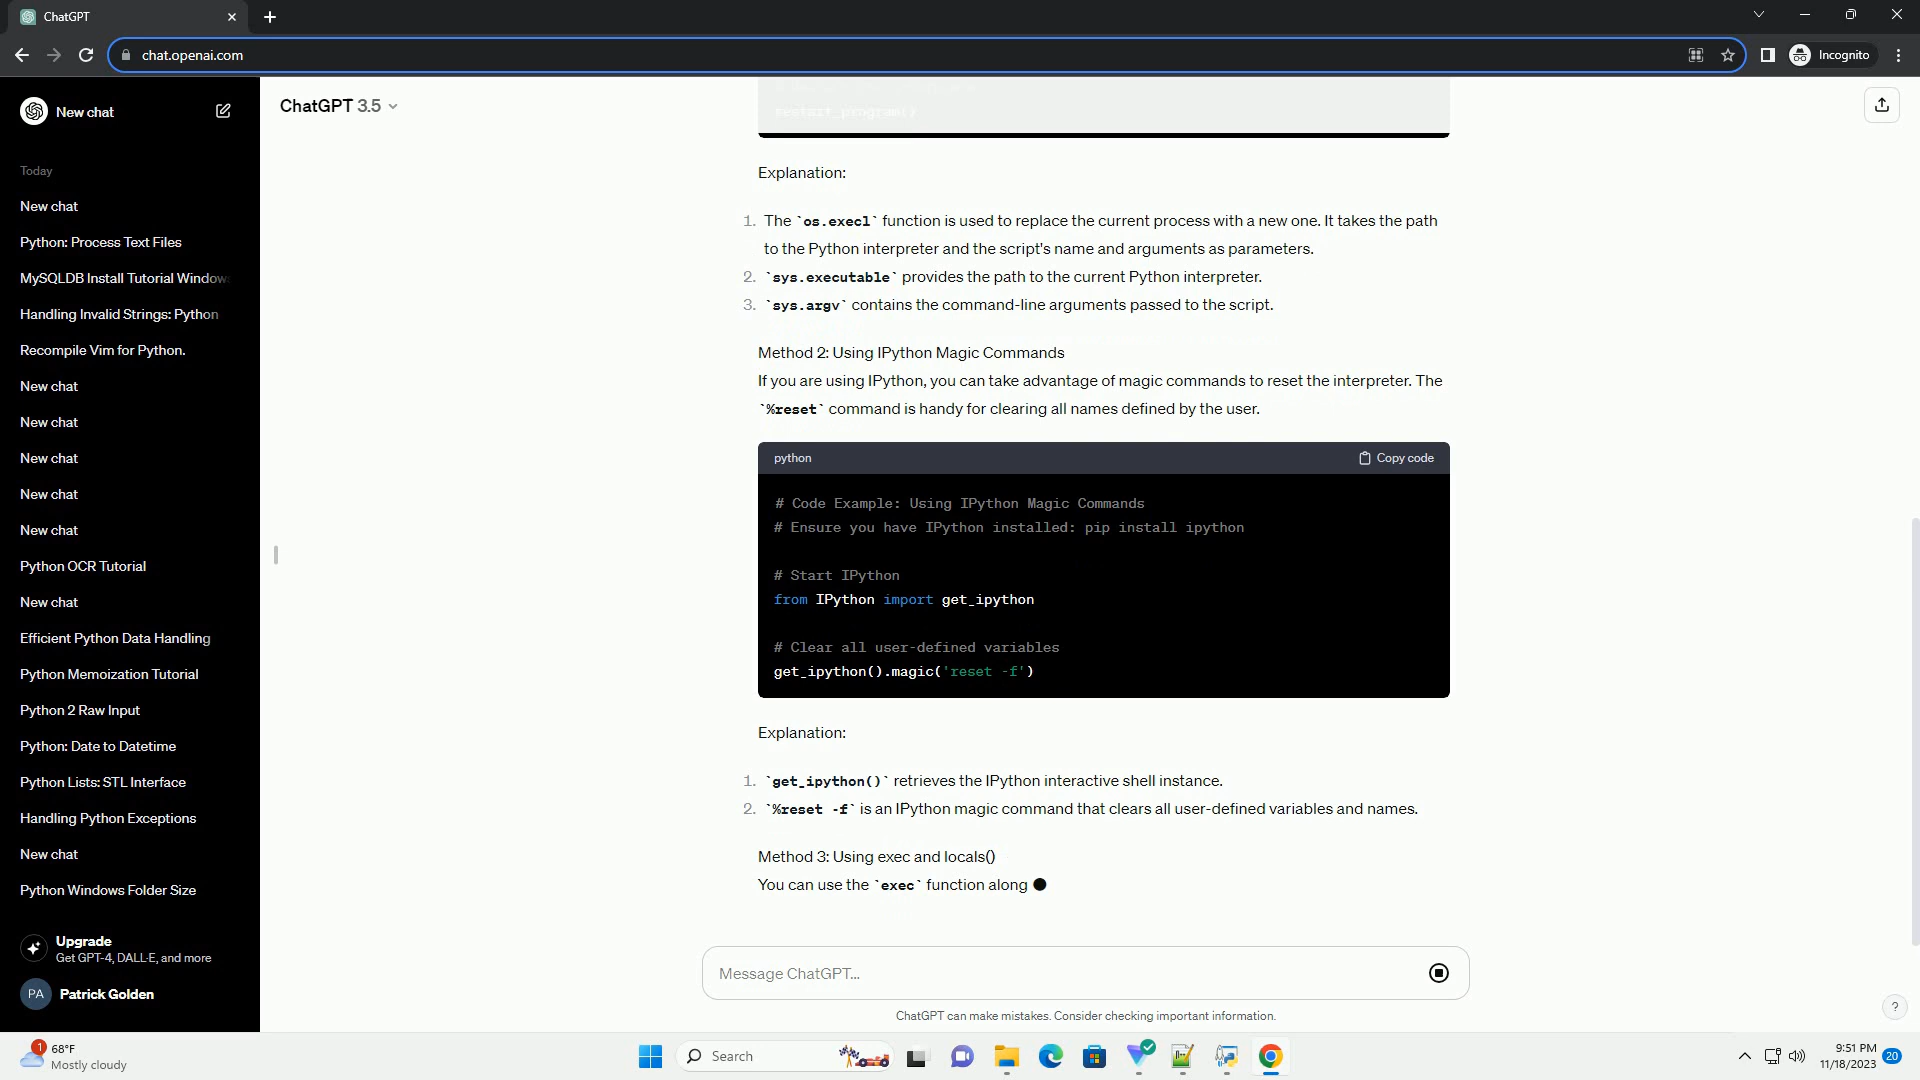 ChatGPT
chat.openai.com
Incognito
New chat
Today
New chat
Python: Process Text Files
MySQLDB Install Tutorial Window
Handling Invalid Strings: Python
Recompile Vim for Python.
New chat
New chat
New chat
New chat
New chat
Python OCR Tutorial
New chat
Efficient Python Data Handling
Python Memoization Tutorial
Python 2 Raw Input
Python: Date to Datetime
Python Lists: STL Interface
Handling Python Exceptions
New chat
Python Windows Folder Size
Upgrade
Get GPT-4, DALL·E, and more
PA
Patrick Golden
ChatGPT 3.5
restart_program()
Explanation:
1. The `os.execl` function is used to replace the current process with a new one. It takes the path
to the Python interpreter and the script's name and arguments as parameters.
2. `sys.executable` provides the path to the current Python interpreter.
3. `sys.argv` contains the command-line arguments passed to the script.
Method 2: Using IPython Magic Commands
If you are using IPython, you can take advantage of magic commands to reset the interpreter. The
`%reset` command is handy for clearing all names defined by the user.
python
Copy code
# Code Example: Using IPython Magic Commands
# Ensure you have IPython installed: pip install ipython
# Start IPython
from IPython import get_ipython
# Clear all user-defined variables
get_ipython().magic('reset -f')
Explanation:
1. `get_ipython()` retrieves the IPython interactive shell instance.
2. `%reset -f` is an IPython magic command that clears all user-defined variables and names.
Method 3: Using exec and locals()
You can use the `exec` function along
Message ChatGPT...
ChatGPT can make mistakes. Consider checking important information.
?
1
68°F
Mostly cloudy
Search
9:51 PM
11/18/2023
20